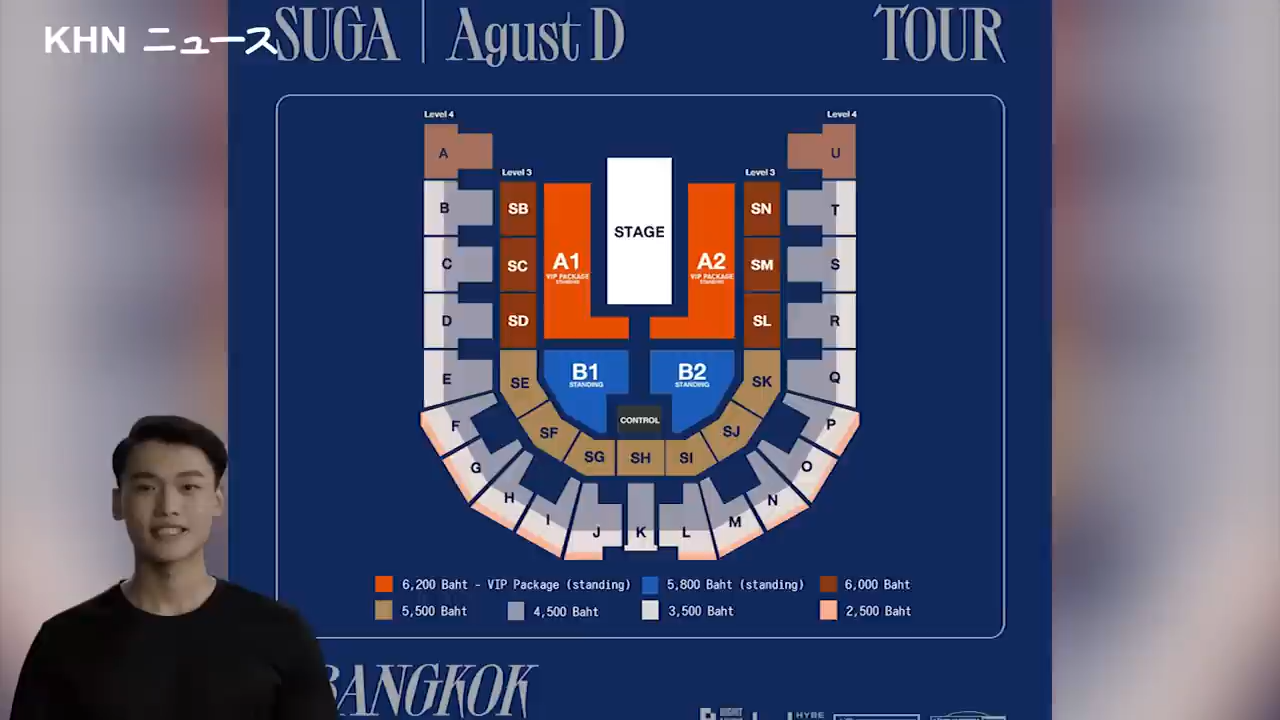 KHN ニュース
SUGA | Agust D TOUR
Level 4
Level 4
A
U
Level 3
Level 3
B
SB
STAGE
SN
T
C
SC
A1
VIP PACKAGE
STANDING
A2
VIP PACKAGE
STANDING
SM
S
D
SD
SL
R
E
SE
B1
STANDING
B2
STANDING
SK
Q
F
SF
CONTROL
SJ
P
G
SG
SH
SI
O
H
N
I
J
K
L
M
6,200 Baht - VIP Package (standing)
5,800 Baht (standing)
6,000 Baht
5,500 Baht
4,500 Baht
3,500 Baht
2,500 Baht
BANGKOK
HYBE